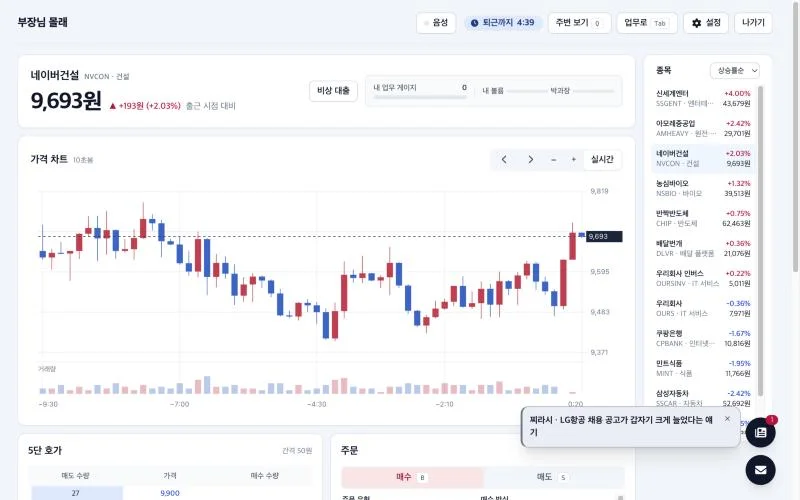 부장님 몰래
음성
퇴근까지 4:39
주변 보기 Q
업무로 Tab
설정
나가기
네이버건설 NVCON · 건설
9,693원 ▲ +193원 (+2.03%) 출근 시점 대비
비상 대출
내 업무 게이지 0
내 볼륨
박과장
가격 차트 10초봉
− + 실시간
9,819
9,693
9,595
9,483
9,371
거래량
−9:30
−7:00
−4:30
−2:10
0:20
종목
상승률순
신세계엔터 +4.00%
SSGENT · 엔터테… 43,679원
아모레중공업 +2.42%
AMHEAVY · 원전·… 29,701원
네이버건설 +2.03%
NVCON · 건설 9,693원
농심바이오 +1.32%
NSBIO · 바이오 39,513원
반짝반도체 +0.75%
CHIP · 반도체 62,463원
배달번개 +0.36%
DLVR · 배달 플랫폼 21,076원
우리회사 인버스 +0.22%
OURSINV · IT 서비스 5,011원
우리회사 -0.36%
OURS · IT 서비스 7,971원
쿠팡은행 -1.67%
CPBANK · 인터넷… 10,816원
민트식품 -1.95%
MINT · 식품 11,766원
삼성자동차 -2.42%
SSCAR · 자동차 52,692원
찌라시 · LG항공 채용 공고가 갑자기 크게 늘었다는 얘
기
×
1
5단 호가 간격 50원
매도 수량 가격 매수 수량
27 9,900
주문
매수 B
매도 S
주문 유형
매수 방식